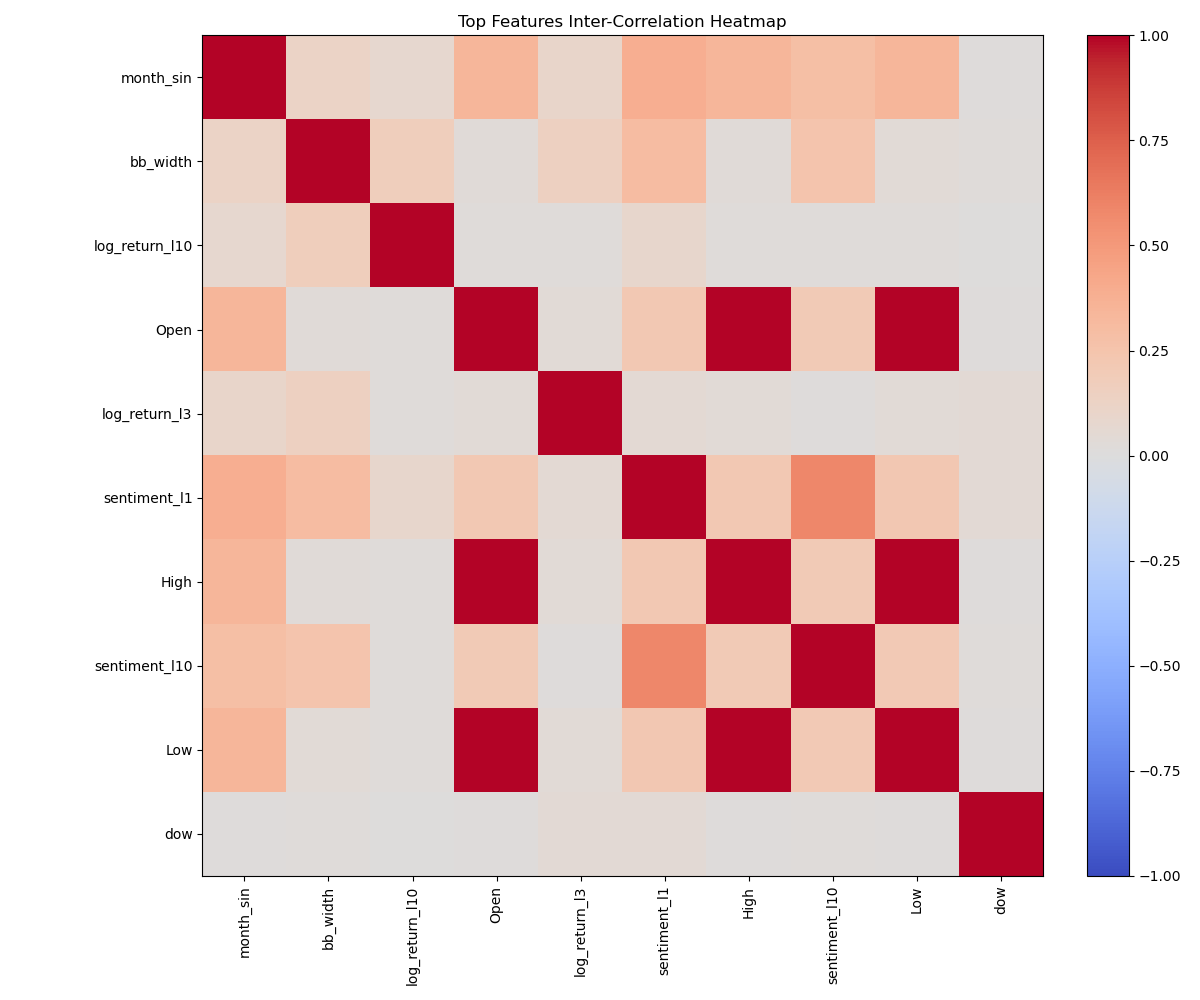 Top Features Inter-Correlation Heatmap
month_sin
bb_width
log_return_l10
Open
log_return_l3
sentiment_l1
High
sentiment_l10
Low
dow
month_sin
bb_width
log_return_l10
Open
log_return_l3
sentiment_l1
High
sentiment_l10
Low
dow
1.00
0.75
0.50
0.25
0.00
−0.25
−0.50
−0.75
−1.00